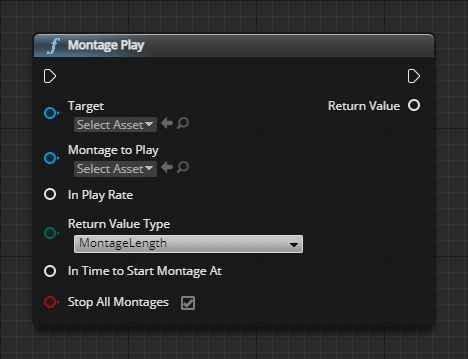 f Montage Play
Target
Return Value
Select Asset
Montage to Play
Select Asset
In Play Rate
Return Value Type
MontageLength
In Time to Start Montage At
Stop All Montages